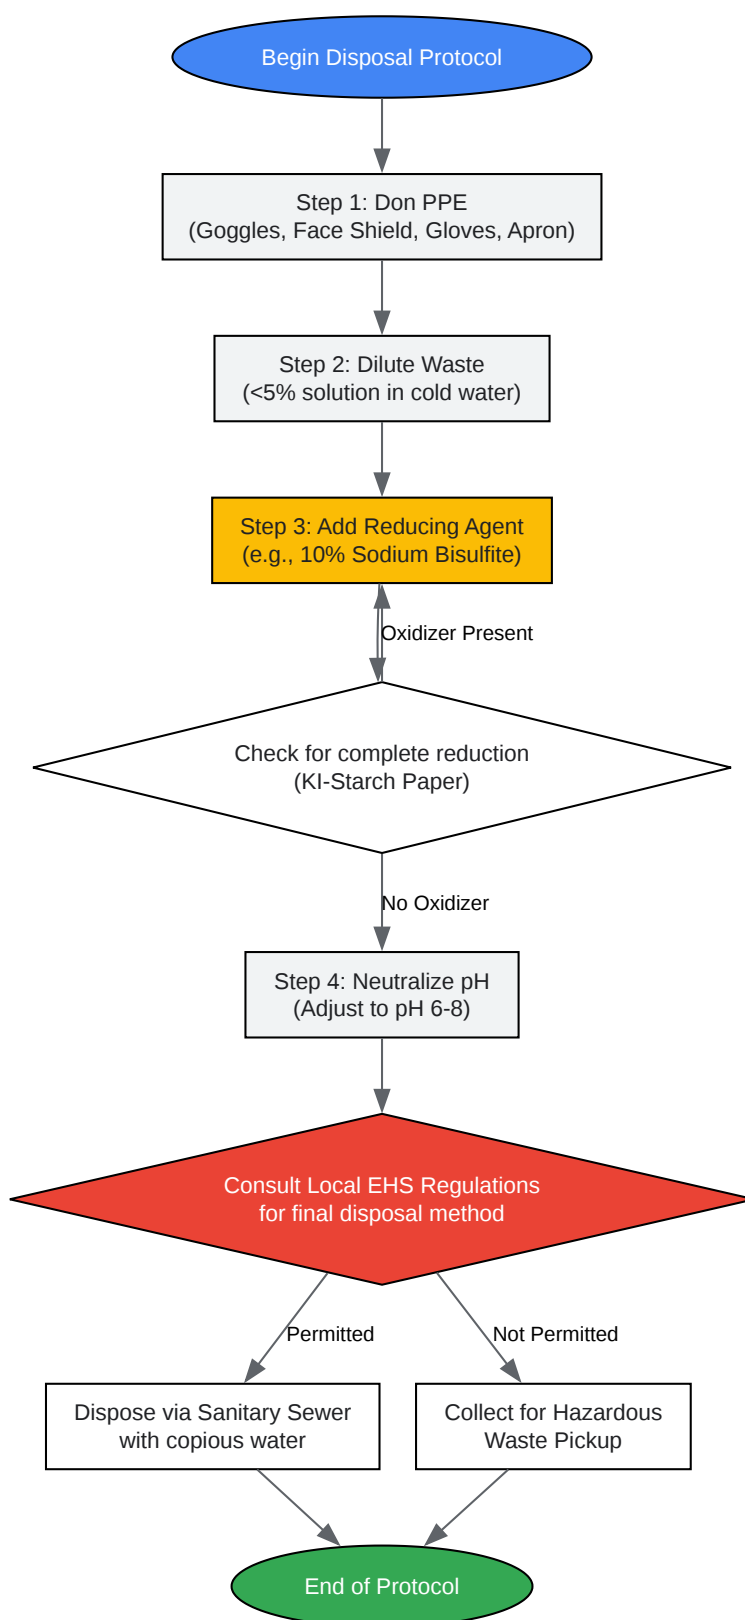 Begin Disposal Protocol
Step 1: Don PPE
(Goggles, Face Shield, Gloves, Apron)
Step 2: Dilute Waste
(<5% solution in cold water)
Step 3: Add Reducing Agent
(e.g., 10% Sodium Bisulfite)
Oxidizer Present
Check for complete reduction
(KI-Starch Paper)
No Oxidizer
Step 4: Neutralize pH
(Adjust to pH 6-8)
Consult Local EHS Regulations
for final disposal method
Permitted
Not Permitted
Dispose via Sanitary Sewer
with copious water
Collect for Hazardous
Waste Pickup
End of Protocol